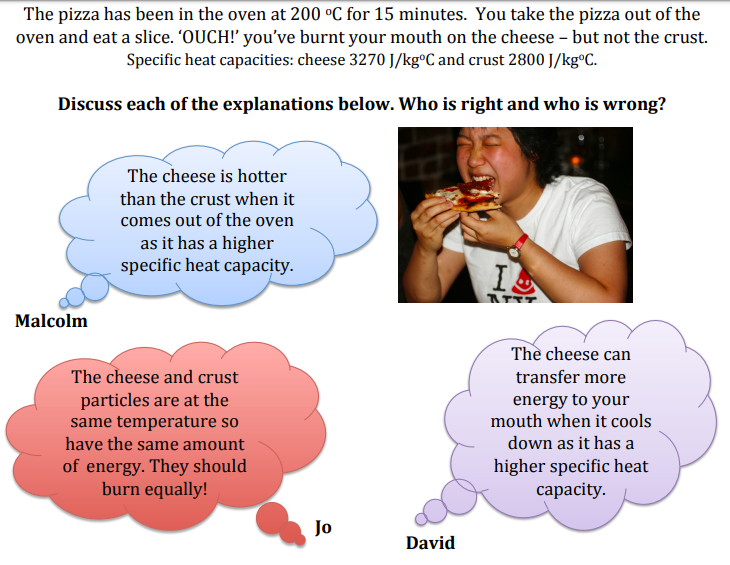 The pizza has been in the oven at 200 ºC for 15 minutes.  You take the pizza out of the
oven and eat a slice. ‘OUCH!’ you’ve burnt your mouth on the cheese – but not the crust.
Specific heat capacities: cheese 3270 J/kgºC and crust 2800 J/kgºC.
Discuss each of the explanations below. Who is right and who is wrong?
The cheese is hotter
than the crust when it
comes out of the oven
as it has a higher
specific heat capacity.
Malcolm
I
NY
The cheese and crust
particles are at the
same temperature so
have the same amount
of energy. They should
burn equally!
Jo
The cheese can
transfer more
energy to your
mouth when it cools
down as it has a
higher specific heat
capacity.
David